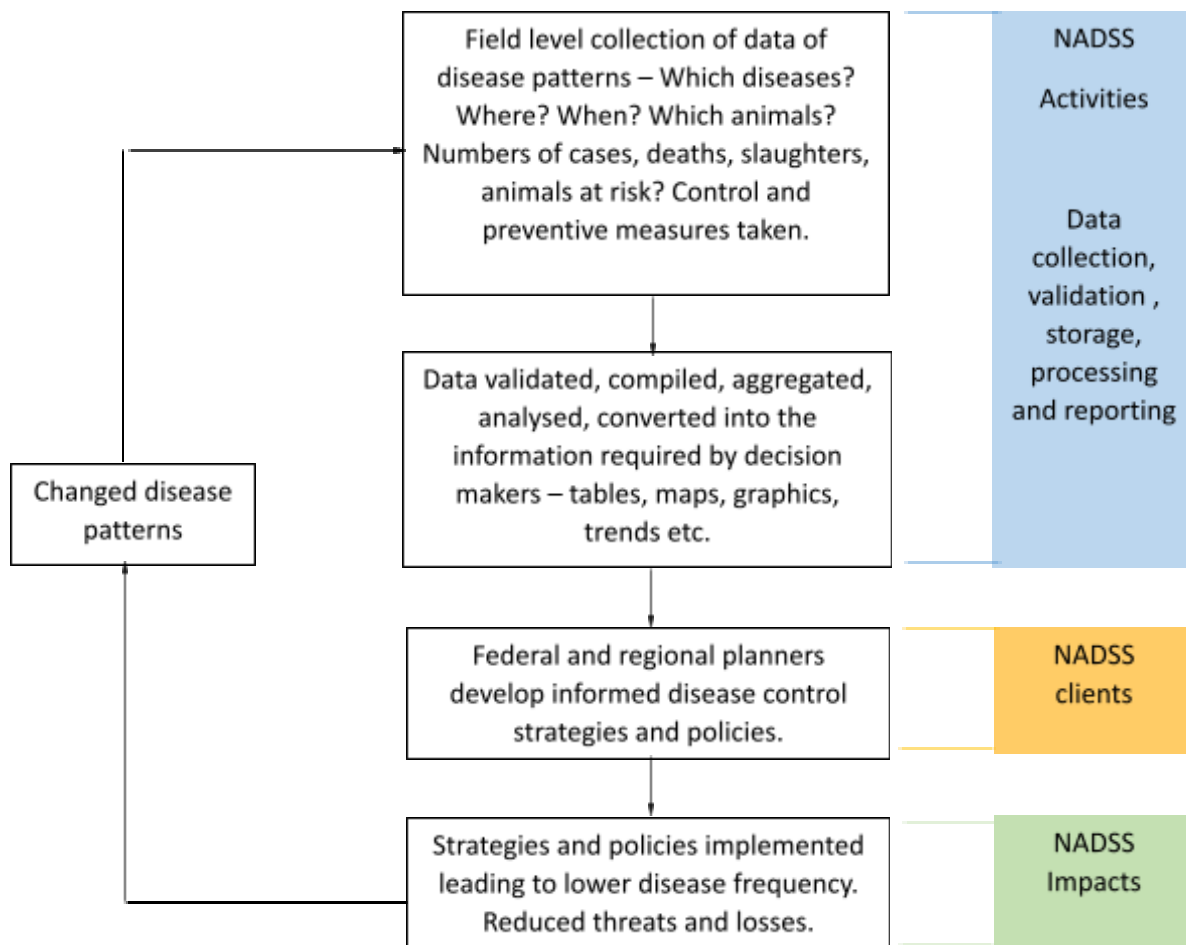 Field level collection of data of
disease patterns – Which diseases?
Where? When? Which animals?
Numbers of cases, deaths, slaughters,
animals at risk? Control and
preventive measures taken.
NADSS
Activities
Data
collection,
validation ,
storage,
processing
and reporting
Data validated, compiled, aggregated,
analysed, converted into the
information required by decision
makers – tables, maps, graphics,
trends etc.
Changed disease
patterns
Federal and regional planners
develop informed disease control
strategies and policies.
NADSS
clients
Strategies and policies implemented
leading to lower disease frequency.
Reduced threats and losses.
NADSS
Impacts